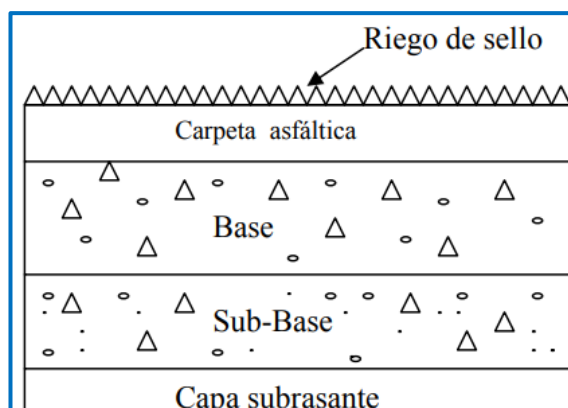 Riego de sello
Carpeta asfáltica
Base
Sub-Base
Capa subrasante